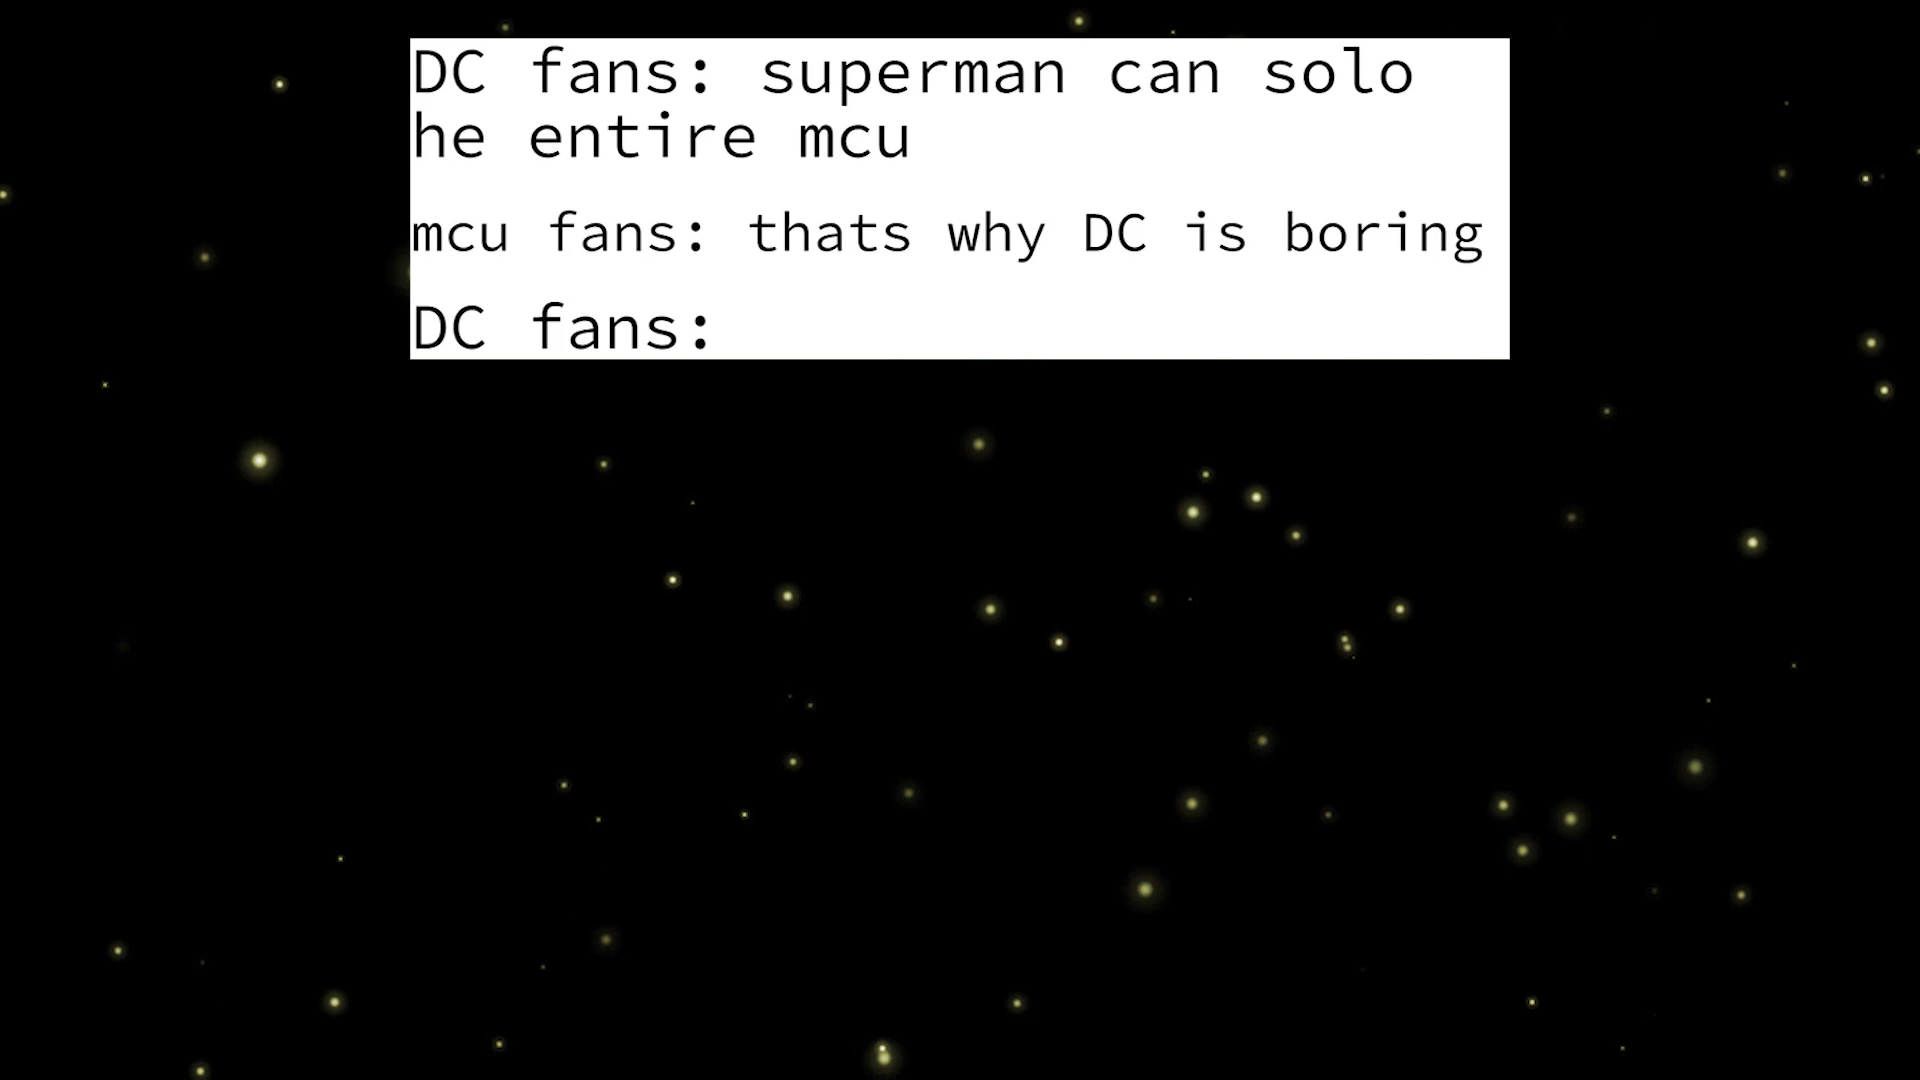 DC fans: superman can solo
he entire mcu
mcu fans: thats why DC is boring
DC fans: